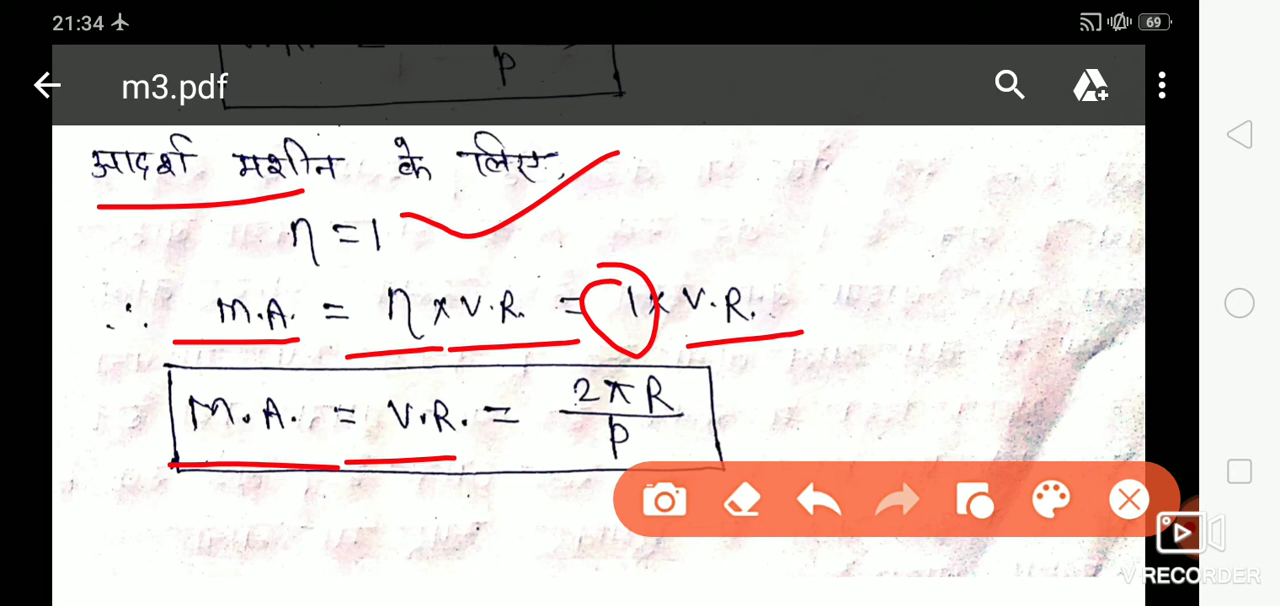 21:34
69
p
m3.pdf
आदर्श मशीन के लिए,
η = 1
∴ M.A. = η × V.R. = 1 × V.R.
M.A. = V.R. = 2πR / p
V RECORDER